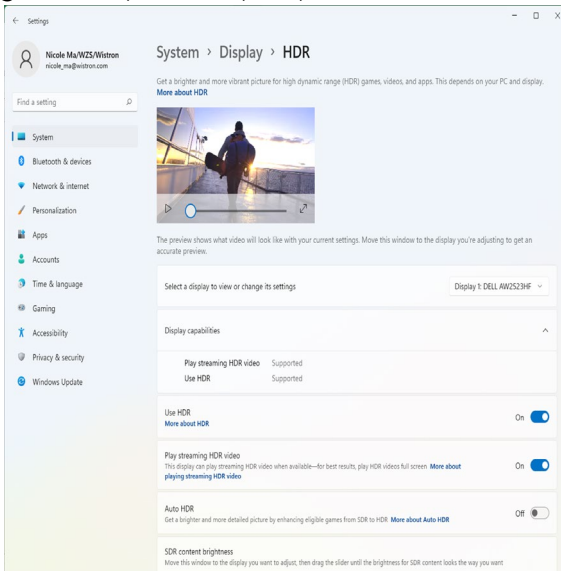 Settings
Nicole Ma/WZS/Wistron
nicole_ma@wistron.com
Find a setting
System
Bluetooth & devices
Network & internet
Personalization
Apps
Accounts
Time & language
Gaming
Accessibility
Privacy & security
Windows Update
System > Display > HDR
Get a brighter and more vibrant picture for high dynamic range (HDR) games, videos, and apps. This depends on your PC and display.
More about HDR
The preview shows what video will look like with your current settings. Move this window to the display you're adjusting to get an
accurate preview.
Select a display to view or change its settings
Display 1: DELL AW2523HF
Display capabilities
Play streaming HDR video Supported
Use HDR Supported
Use HDR
More about HDR
On
Play streaming HDR video
This display can play streaming HDR video when available—for best results, play HDR videos full screen More about
playing streaming HDR video
On
Auto HDR
Get a brighter and more detailed picture by enhancing eligible games from SDR to HDR More about Auto HDR
Off
SDR content brightness
Move this window to the display you want to adjust, then drag the slider until the brightness for SDR content looks the way you want